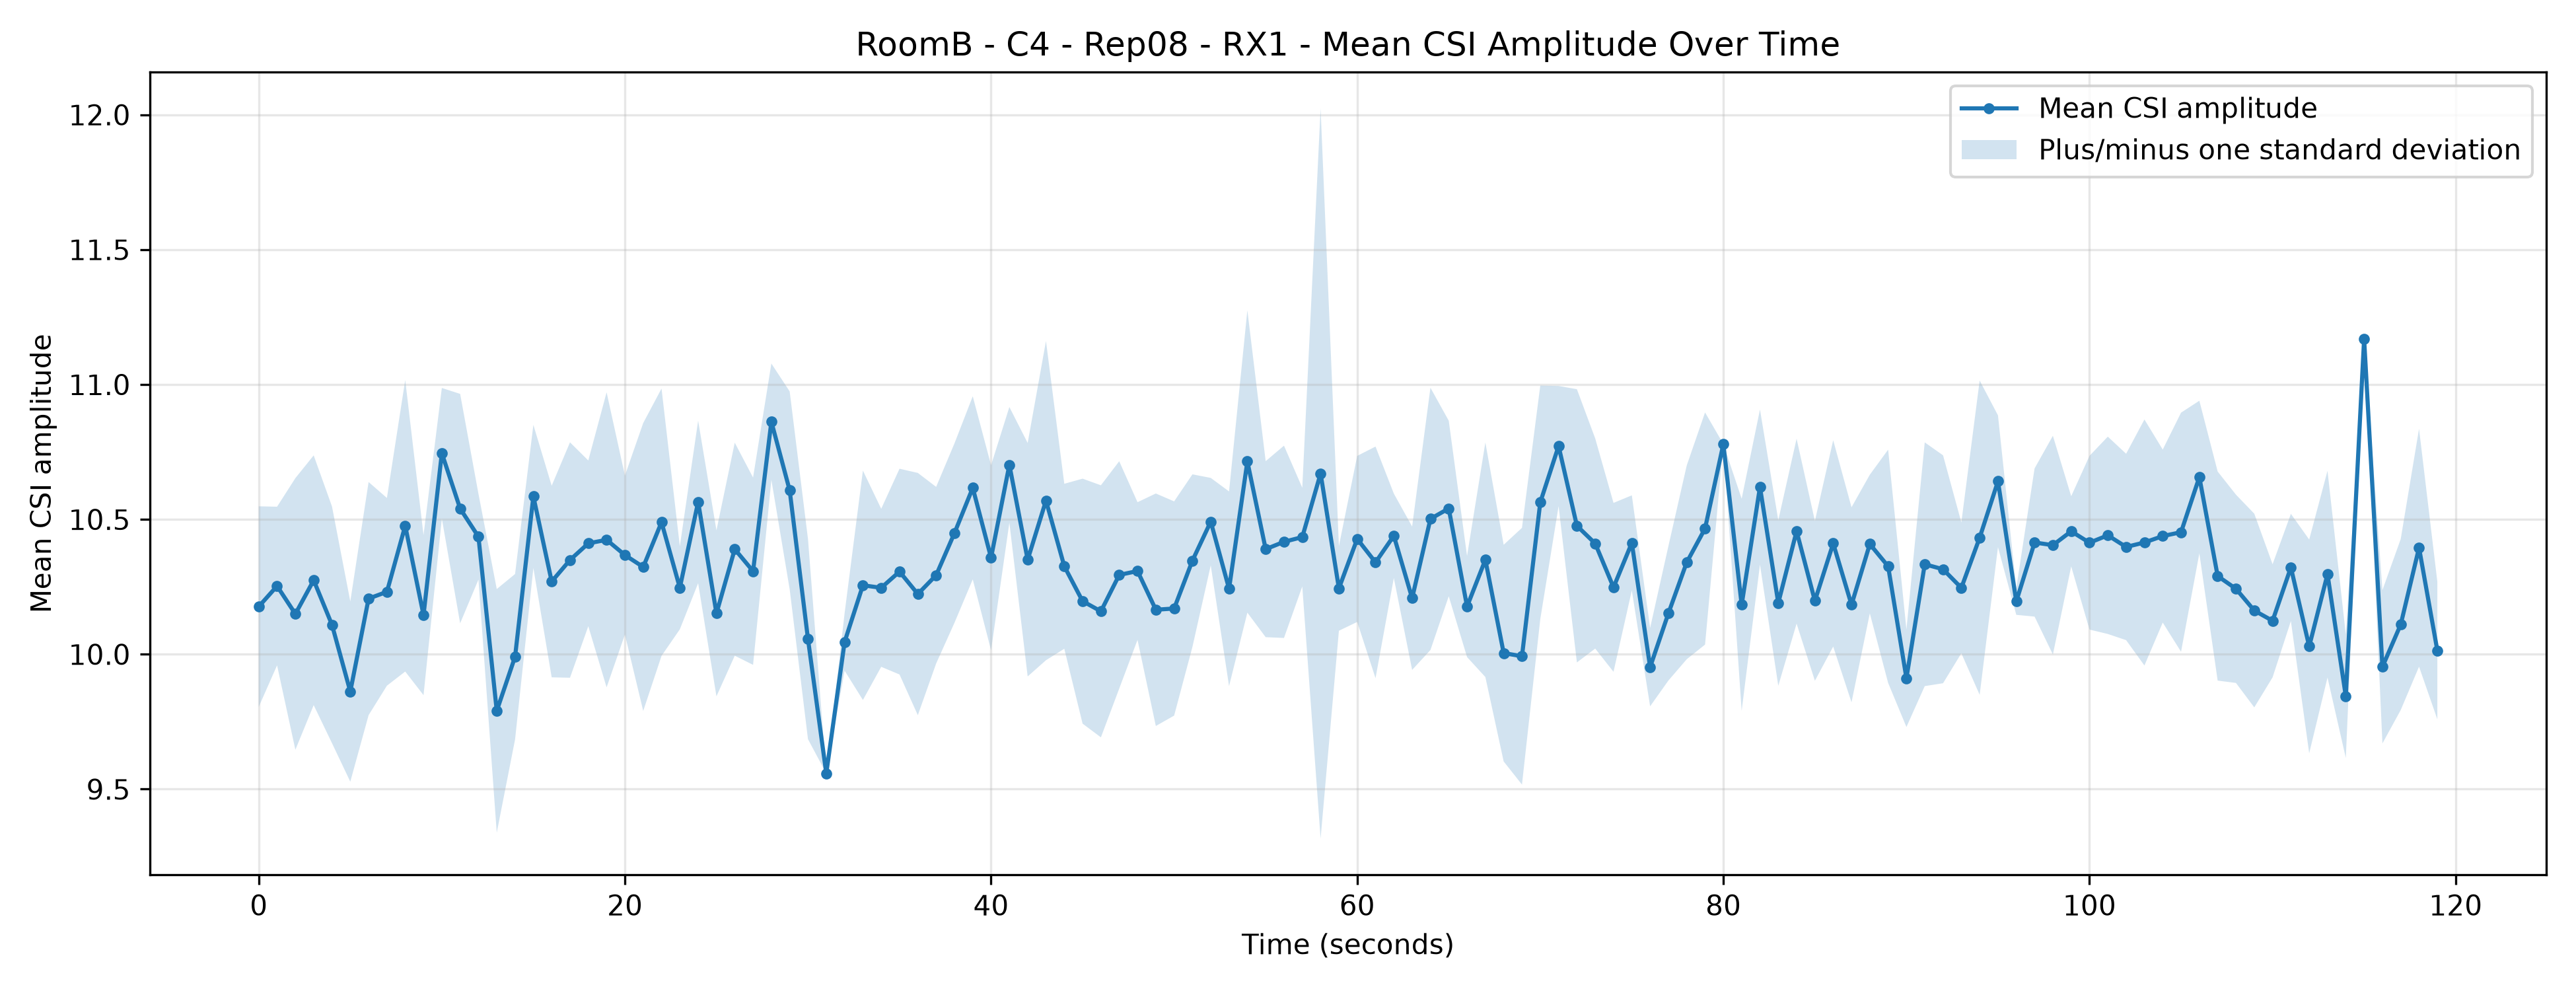 RoomB - C4 - Rep08 - RX1 - Mean CSI Amplitude Over Time
Mean CSI amplitude
Plus/minus one standard deviation
12.0
11.5
11.0
10.5
10.0
9.5
Mean CSI amplitude
0 20 40 60 80 100 120
Time (seconds)